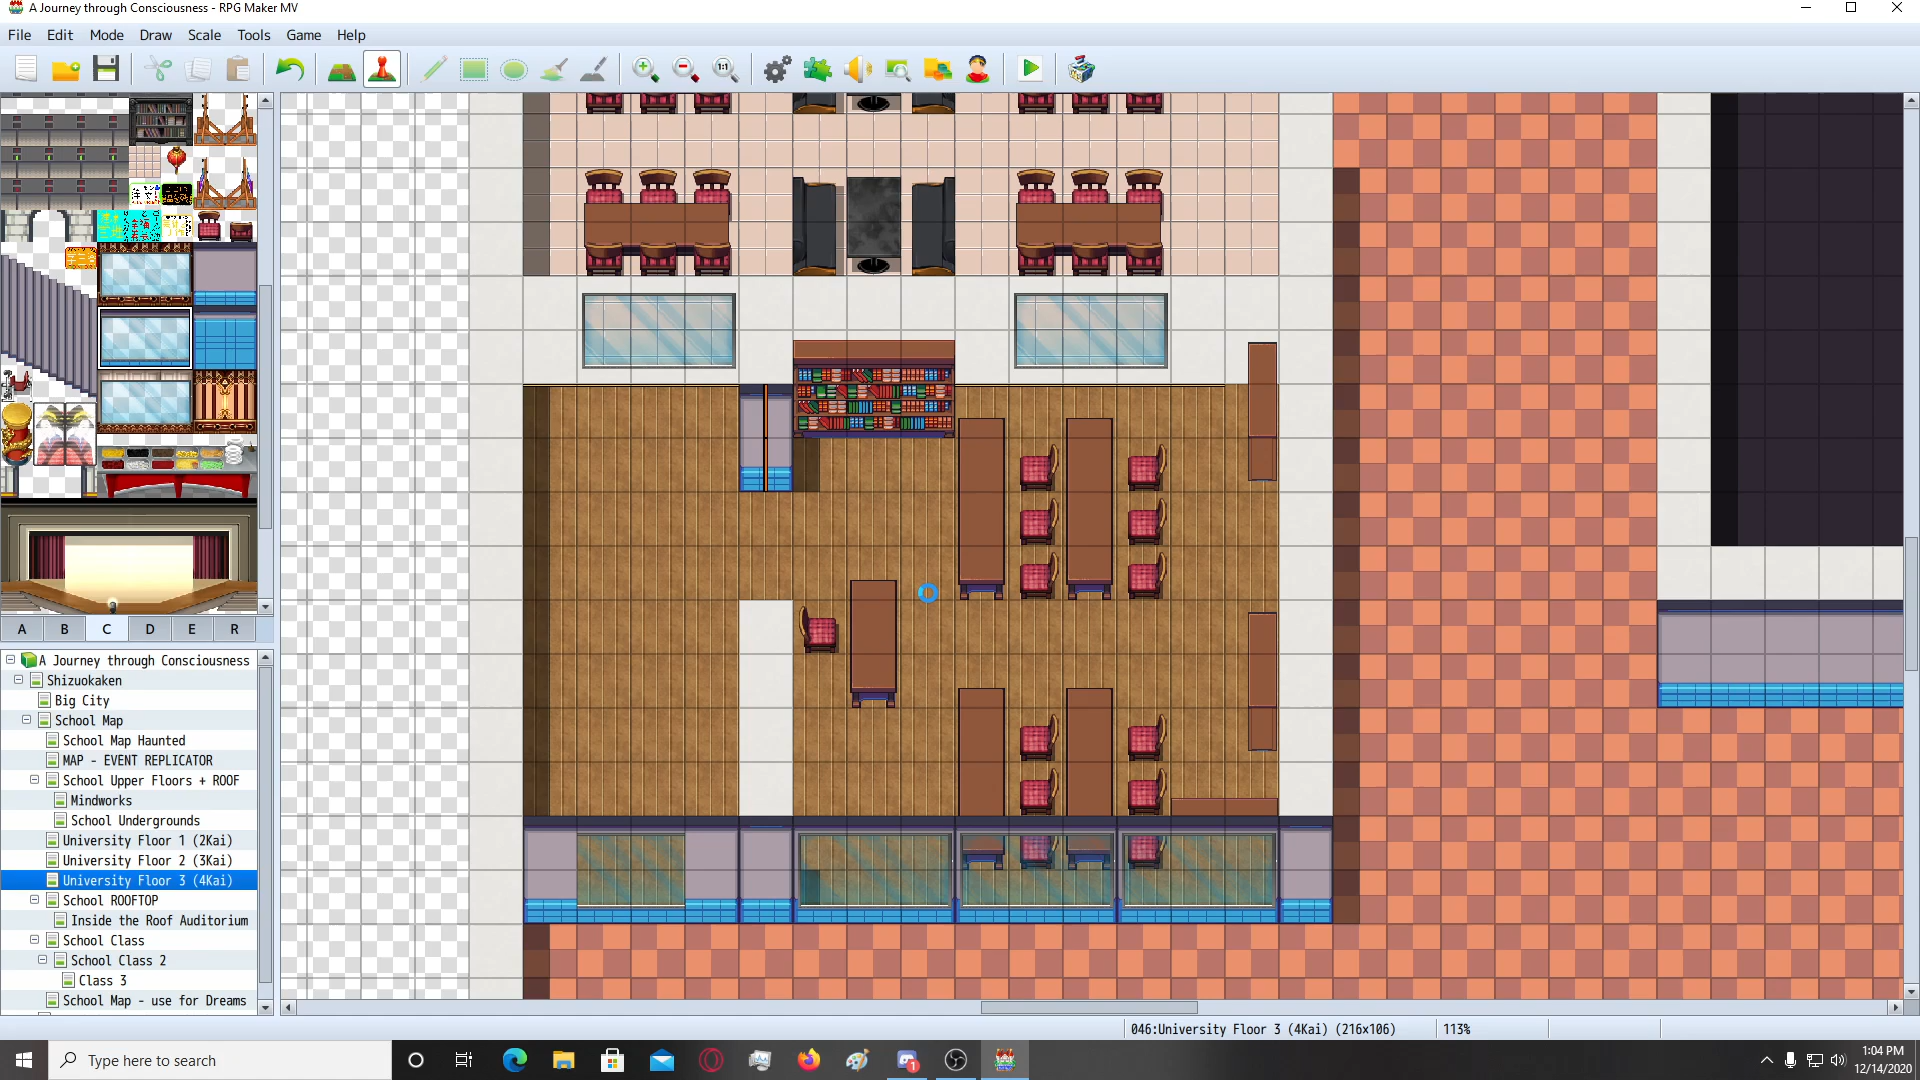 A Journey through Consciousness - RPG Maker MV
File Edit Mode Draw Scale Tools Game Help
1:1
A B C D E R
A Journey through Consciousness
Shizuokaken
Big City
School Map
School Map Haunted
MAP - EVENT REPLICATOR
School Upper Floors + ROOF
Mindworks
School Undergrounds
University Floor 1 (2Kai)
University Floor 2 (3Kai)
University Floor 3 (4Kai)
School ROOFTOP
Inside the Roof Auditorium
School Class
School Class 2
Class 3
School Map - use for Dreams
046:University Floor 3 (4Kai) (216x106) 113%
Type here to search
1
1:04 PM
12/14/2020